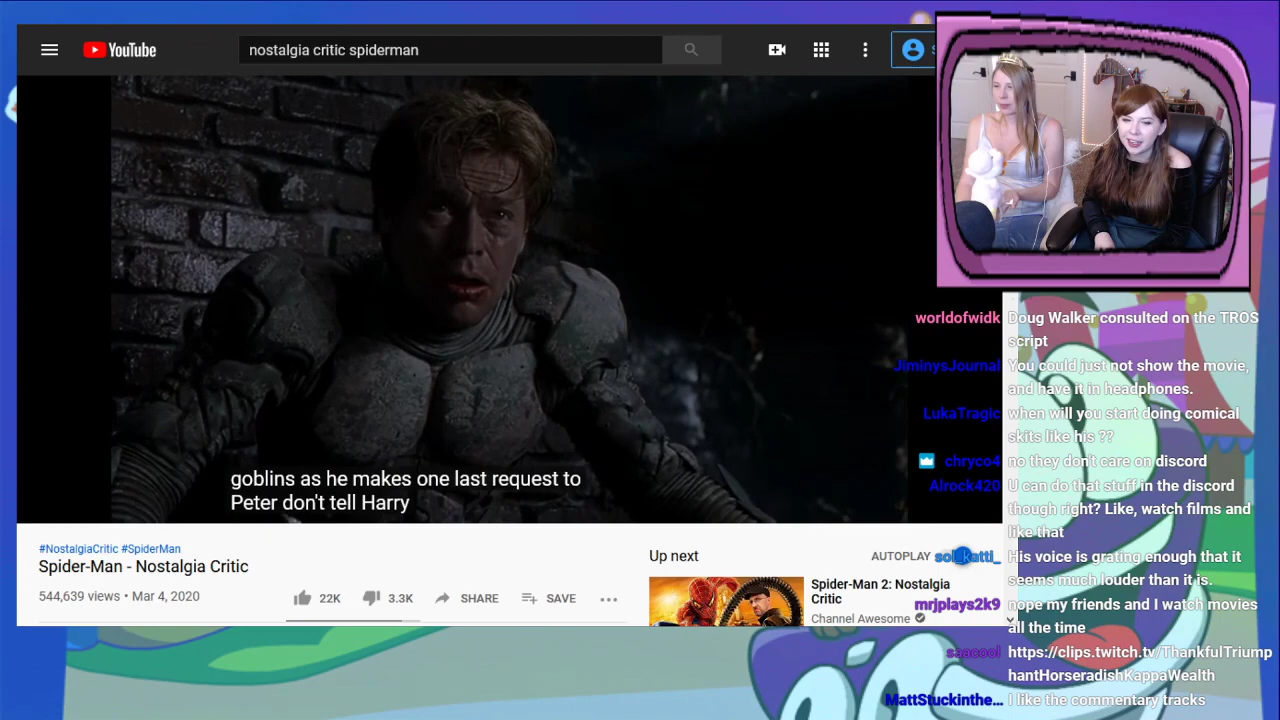 YouTube
nostalgia critic spiderman
goblins as he makes one last request to
Peter don't tell Harry
#NostalgiaCritic #SpiderMan
Spider-Man - Nostalgia Critic
544,639 views • Mar 4, 2020
22K
3.3K
SHARE
SAVE
Up next
AUTOPLAY
Spider-Man 2: Nostalgia
Critic
Channel Awesome
worldofwidk Doug Walker consulted on the TROS
script
JiminysJournal You could just not show the movie,
and have it in headphones.
LukaTragic when will you start doing comical
skits like his ??
chryco4 no they don't care on discord
Alrock420 U can do that stuff in the discord
though right? Like, watch films and
like that
His voice is grating enough that it
seems much louder than it is.
mrjplays2k9 nope my friends and I watch movies
all the time
saacool https://clips.twitch.tv/ThankfulTriump
hantHorseradishKappaWealth
MattStuckinthe... I like the commentary tracks